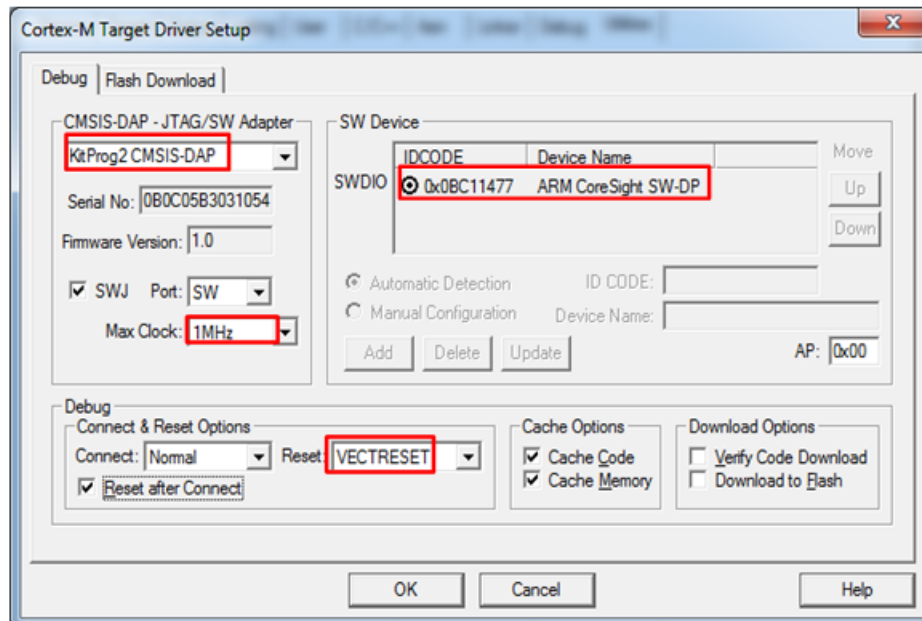 Cortex-M Target Driver Setup
Debug Flash Download
CMSIS-DAP - JTAG/SW Adapter
KitProg2 CMSIS-DAP
Serial No: 0B0C05B3031054
Firmware Version: 1.0
SWJ Port: SW
Max Clock: 1MHz
SW Device
IDCODE Device Name
SWDIO 0x0BC11477 ARM CoreSight SW-DP
Move
Up
Down
Automatic Detection ID CODE:
Manual Configuration Device Name:
Add Delete Update AP: 0x00
Debug
Connect & Reset Options
Connect: Normal Reset: VECTRESET
Reset after Connect
Cache Options
Cache Code
Cache Memory
Download Options
Verify Code Download
Download to Flash
OK Cancel Help